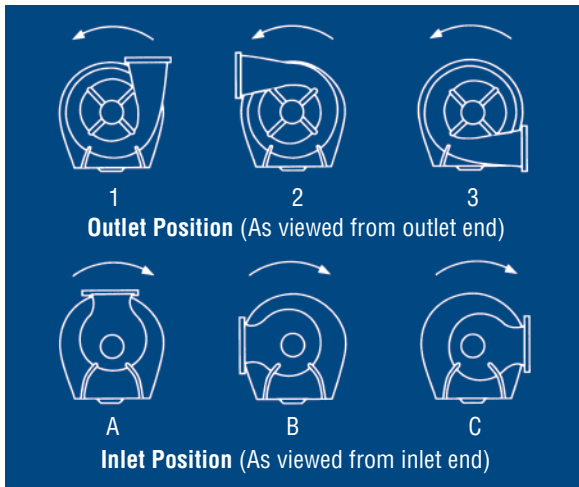 1 2 3
Outlet Position (As viewed from outlet end)
A B C
Inlet Position (As viewed from inlet end)